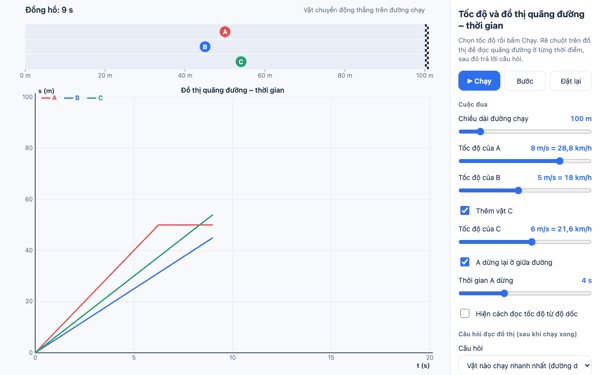 Đồng hồ: 9 s
Vật chuyển động thẳng trên đường chạy
A
B
C
0 m
20 m
40 m
60 m
80 m
100 m
s (m)
Đồ thị quãng đường – thời gian
A
B
C
100
80
60
40
20
0
0
5
10
15
20
t (s)
Tốc độ và đồ thị quãng đường
– thời gian
Chọn tốc độ rồi bấm Chạy. Rê chuột trên đồ
thị để đọc quãng đường ở từng thời điểm,
sau đó trả lời câu hỏi.
▶ Chạy
Bước
Đặt lại
Cuộc đua
Chiều dài đường chạy 100 m
Tốc độ của A 8 m/s = 28,8 km/h
Tốc độ của B 5 m/s = 18 km/h
Thêm vật C
Tốc độ của C 6 m/s = 21,6 km/h
A dừng lại ở giữa đường
Thời gian A dừng 4 s
Hiện cách đọc tốc độ từ độ dốc
Câu hỏi đọc đồ thị (sau khi chạy xong)
Câu hỏi
Vật nào chạy nhanh nhất (đường d